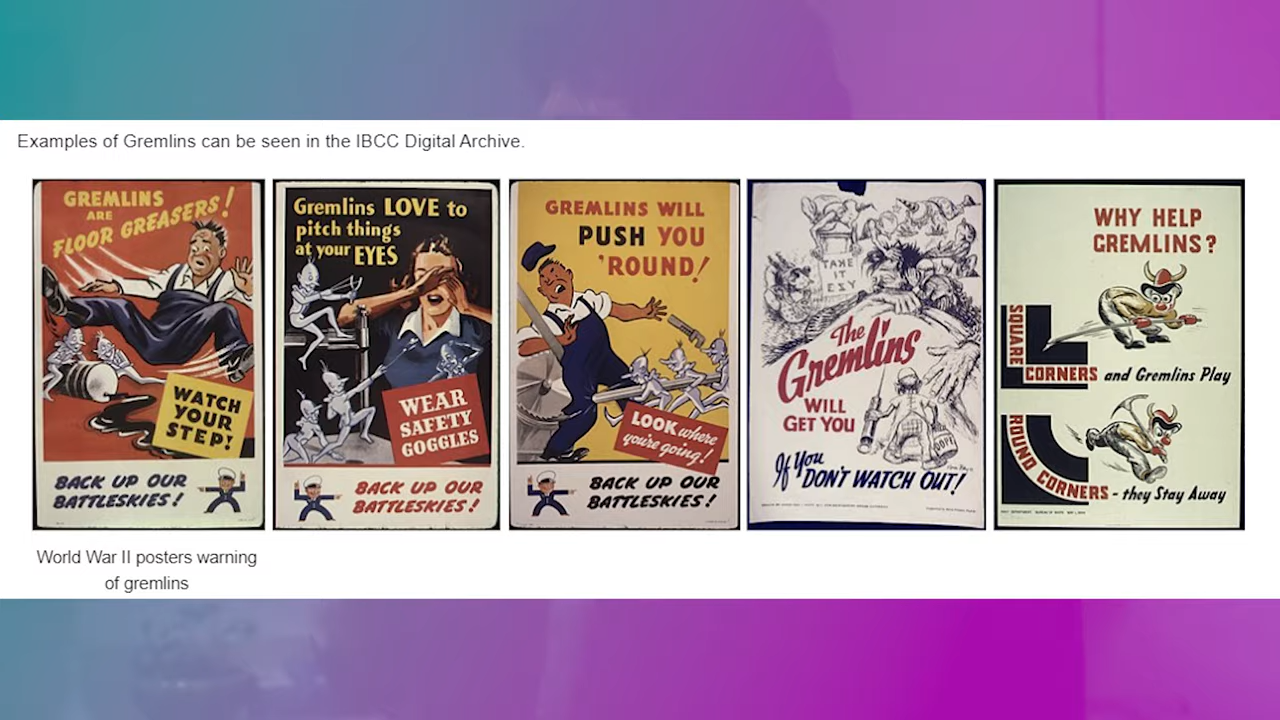 Examples of Gremlins can be seen in the IBCC Digital Archive.
GREMLINS
ARE
FLOOR GREASERS!
WATCH
YOUR
STEP!
BACK UP OUR
BATTLESKIES!
Gremlins LOVE to
pitch things
at your EYES
WEAR
SAFETY
GOGGLES
BACK UP OUR
BATTLESKIES!
GREMLINS WILL
PUSH YOU
'ROUND!
LOOK where
you're going!
BACK UP OUR
BATTLESKIES!
TAKE
IT
EZY
The
Gremlins
WILL
GET YOU
If You
DON'T WATCH OUT!
WHY HELP
GREMLINS?
SQUARE
CORNERS and Gremlins Play
ROUND CORNERS - they Stay Away
World War II posters warning
of gremlins